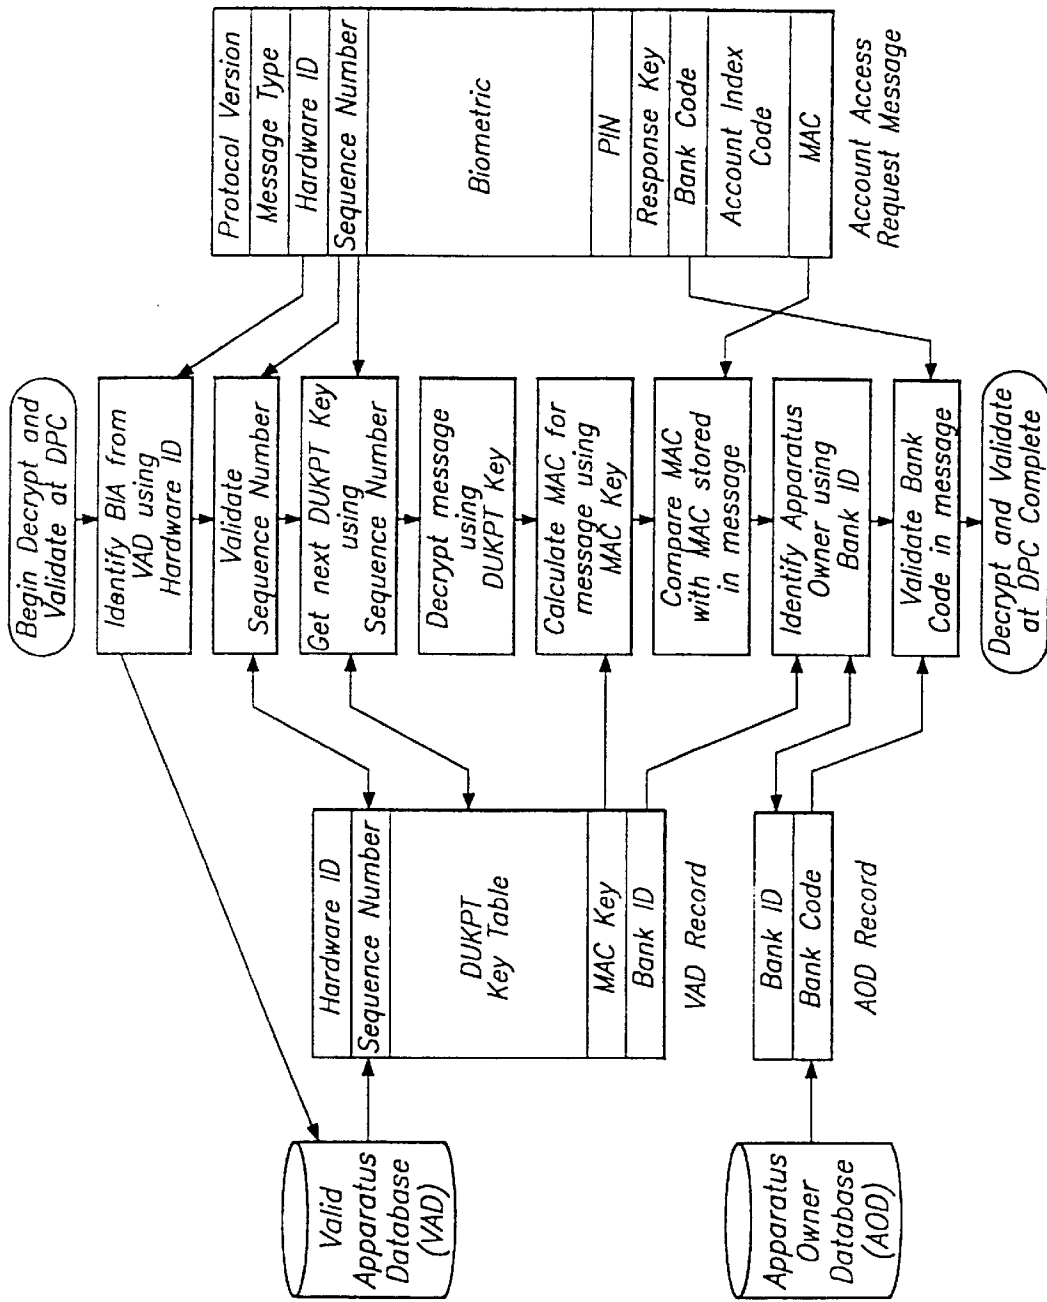 Begin Decrypt and
Validate at DPC
Identify BIA from
VAD using
Hardware ID
Validate
Sequence Number
Get next DUKPT Key
using
Sequence Number
Decrypt message
using
DUKPT Key
Calculate MAC for
message using
MAC Key
Compare MAC
with MAC stored
in message
Identify Apparatus
Owner using
Bank ID
Validate Bank
Code in message
Decrypt and Validate
at DPC Complete
Protocol Version
Message Type
Hardware ID
Sequence Number
Biometric
PIN
Response Key
Bank Code
Account Index
Code
MAC
Account Access
Request Message
Hardware ID
Sequence Number
DUKPT
Key Table
MAC Key
Bank ID
VAD Record
Bank ID
Bank Code
AOD Record
Valid
Apparatus
Database
(VAD)
Apparatus
Owner
Database
(AOD)